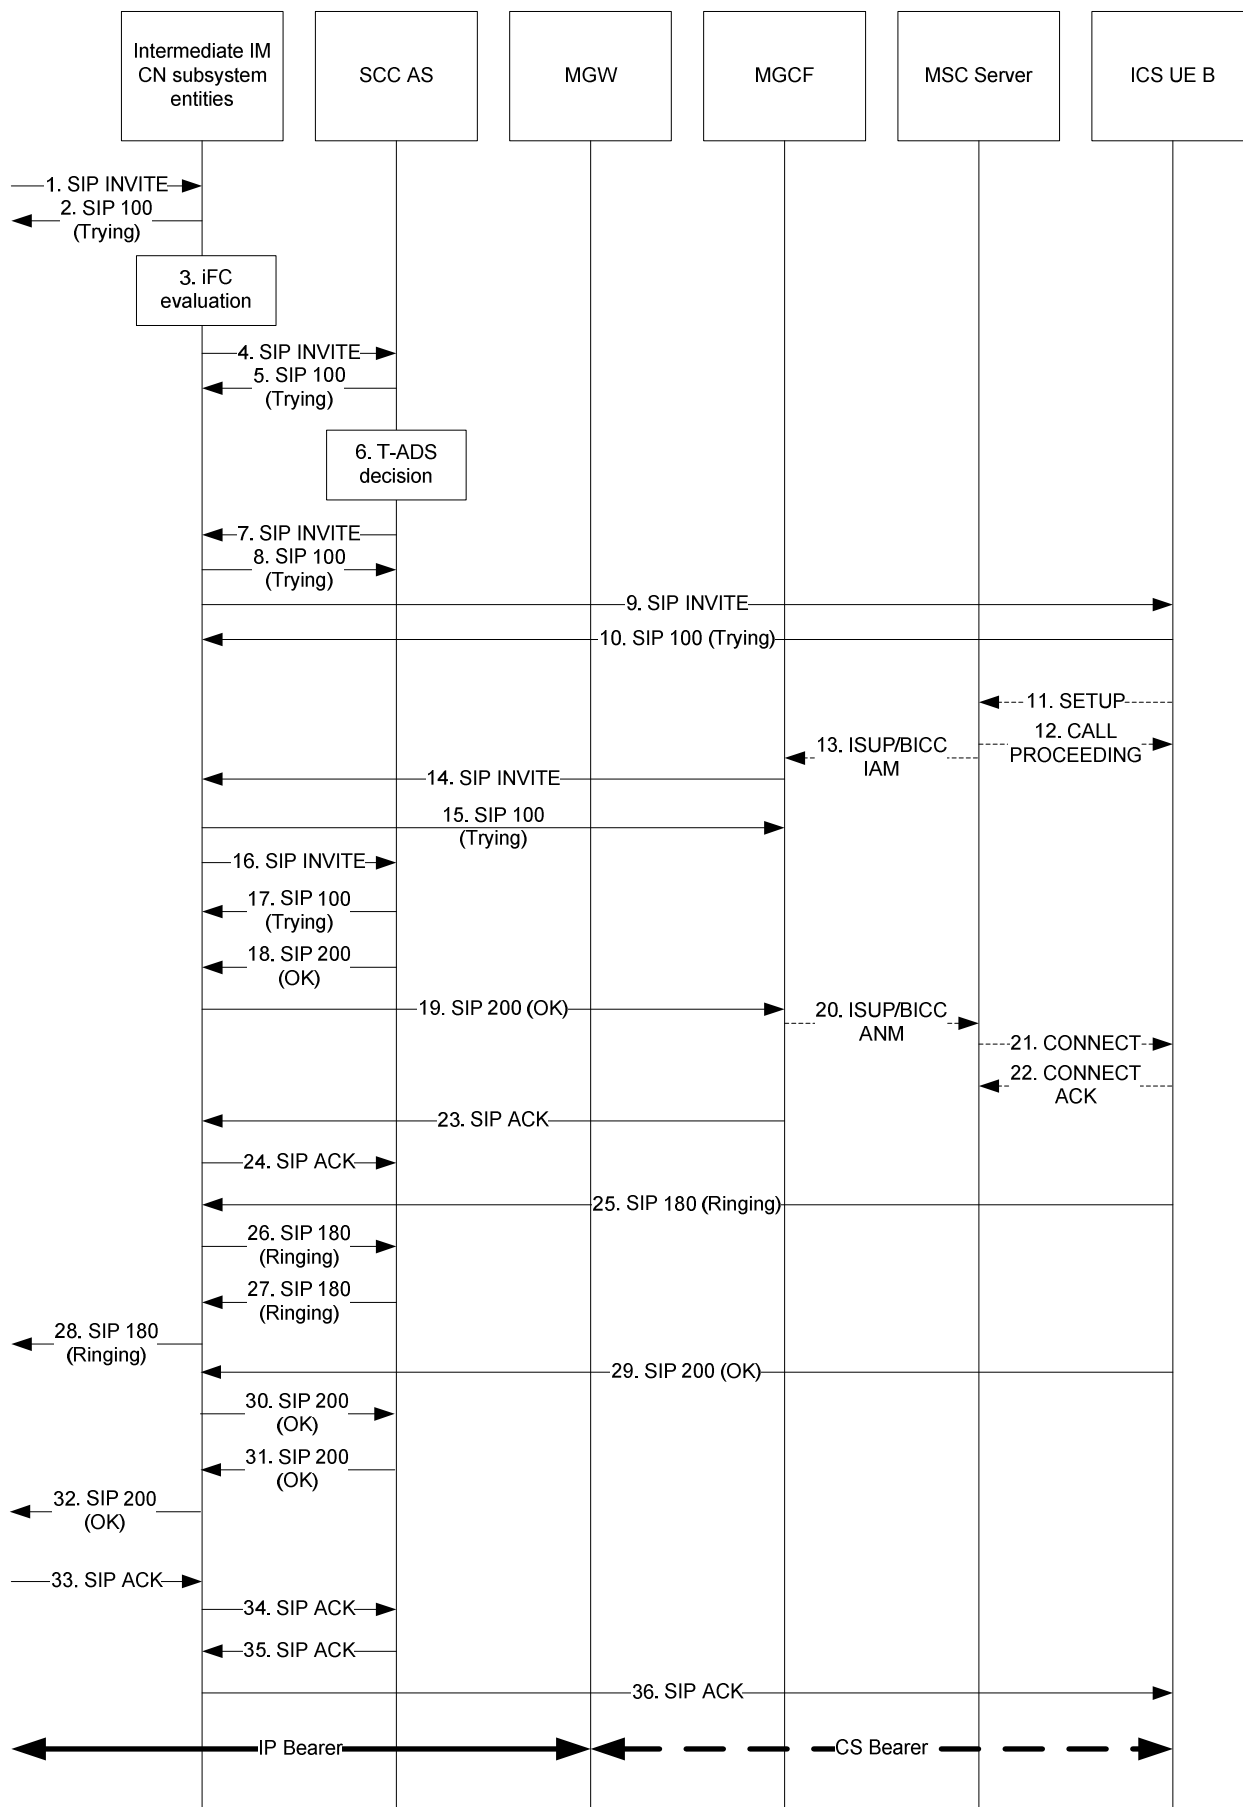 Intermediate IM
CN subsystem
entities
SCC AS
MGW
MGCF
MSC Server
ICS UE B
1. SIP INVITE
2. SIP 100
(Trying)
3. iFC
evaluation
4. SIP INVITE
5. SIP 100
(Trying)
6. T-ADS
decision
7. SIP INVITE
8. SIP 100
(Trying)
9. SIP INVITE
10. SIP 100 (Trying)
11. SETUP
12. CALL
PROCEEDING
13. ISUP/BICC
IAM
14. SIP INVITE
15. SIP 100
(Trying)
16. SIP INVITE
17. SIP 100
(Trying)
18. SIP 200
(OK)
19. SIP 200 (OK)
20. ISUP/BICC
ANM
21. CONNECT
22. CONNECT
ACK
23. SIP ACK
24. SIP ACK
25. SIP 180 (Ringing)
26. SIP 180
(Ringing)
27. SIP 180
(Ringing)
28. SIP 180
(Ringing)
29. SIP 200 (OK)
30. SIP 200
(OK)
31. SIP 200
(OK)
32. SIP 200
(OK)
33. SIP ACK
34. SIP ACK
35. SIP ACK
36. SIP ACK
IP Bearer
CS Bearer